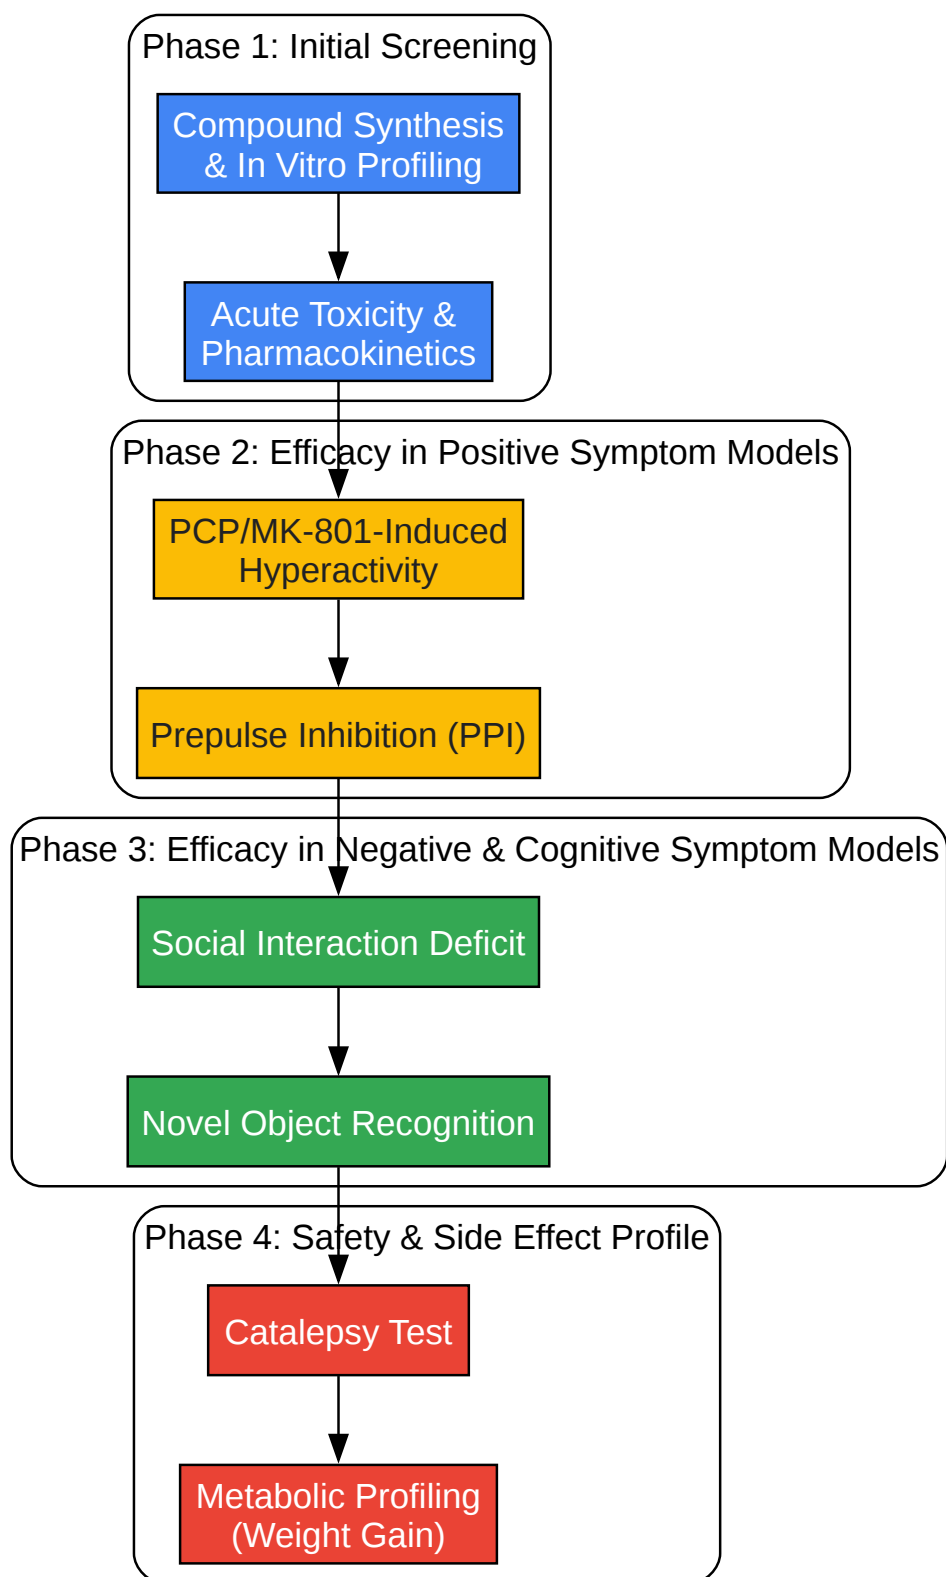 Phase 1: Initial Screening
Compound Synthesis
& In Vitro Profiling
Acute Toxicity &
Pharmacokinetics
Phase 2: Efficacy in Positive Symptom Models
PCP/MK-801-Induced
Hyperactivity
Prepulse Inhibition (PPI)
Phase 3: Efficacy in Negative & Cognitive Symptom Models
Social Interaction Deficit
Novel Object Recognition
Phase 4: Safety & Side Effect Profile
Catalepsy Test
Metabolic Profiling
(Weight Gain)